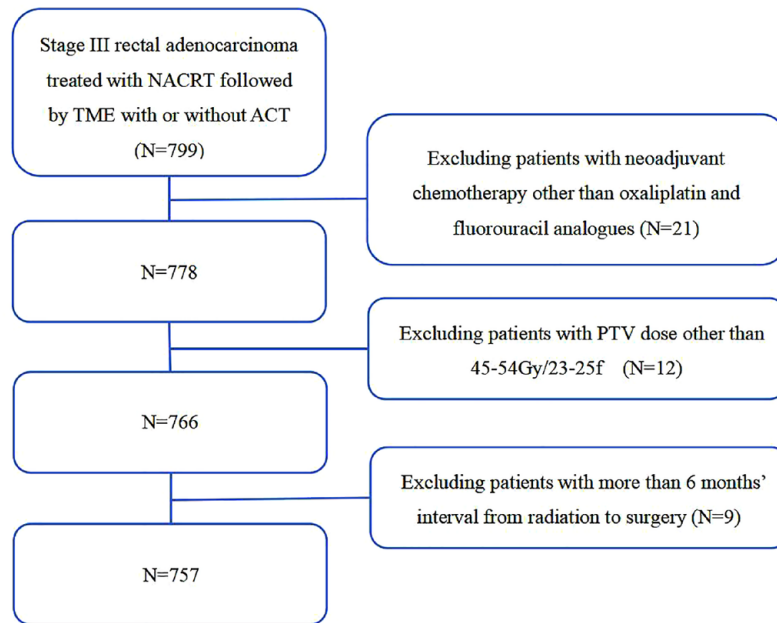 Stage III rectal adenocarcinoma
treated with NACRT followed
by TME with or without ACT
(N=799)
Excluding patients with neoadjuvant
chemotherapy other than oxaliplatin and
fluorouracil analogues (N=21)
N=778
Excluding patients with PTV dose other than
45-54Gy/23-25f (N=12)
N=766
Excluding patients with more than 6 months’
interval from radiation to surgery (N=9)
N=757